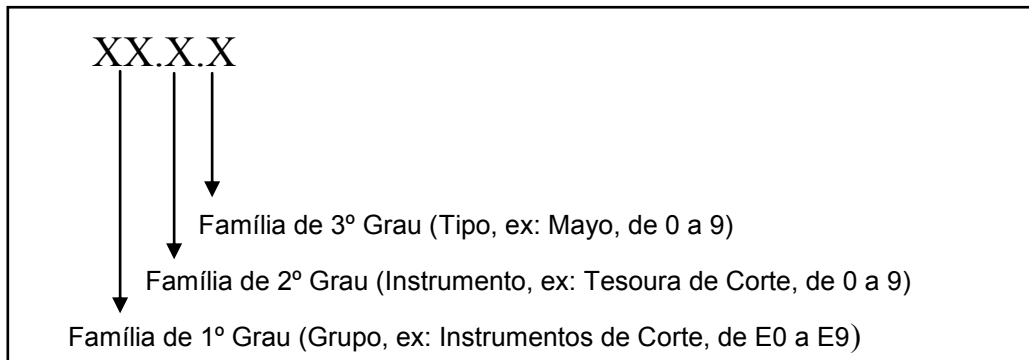 XX.X.X
Família de 3º Grau (Tipo, ex: Mayo, de 0 a 9)
Família de 2º Grau (Instrumento, ex: Tesoura de Corte, de 0 a 9)
Família de 1º Grau (Grupo, ex: Instrumentos de Corte, de E0 a E9)